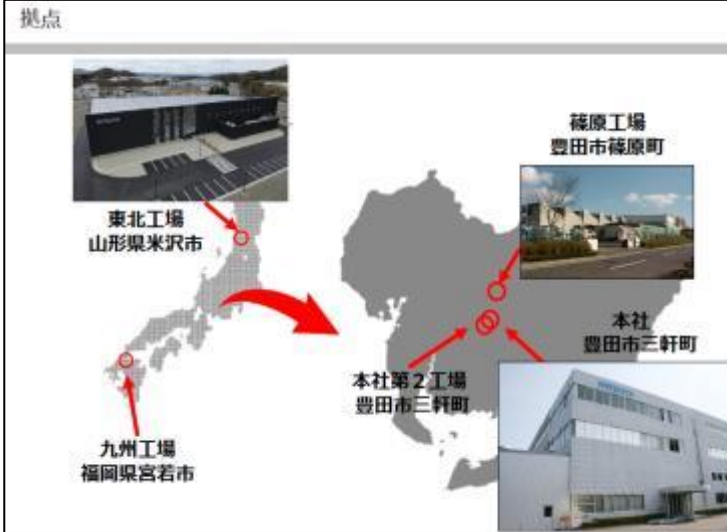 拠点
東北工場
山形県米沢市
篠原工場
豊田市篠原町
本社
豊田市三軒町
本社第２工場
豊田市三軒町
九州工場
福岡県宮若市